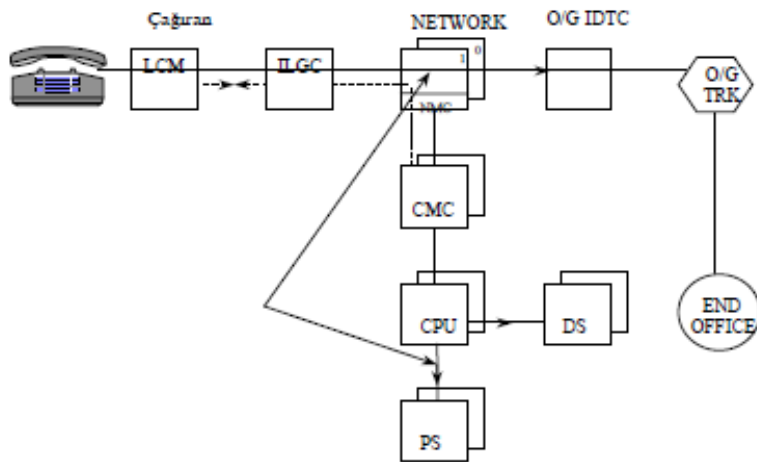 Çağıran
NETWORK
O/G IDTC
LCM
ILGC
1
0
NMC
O/G
TRK
CMC
CPU
DS
END
OFFICE
PS